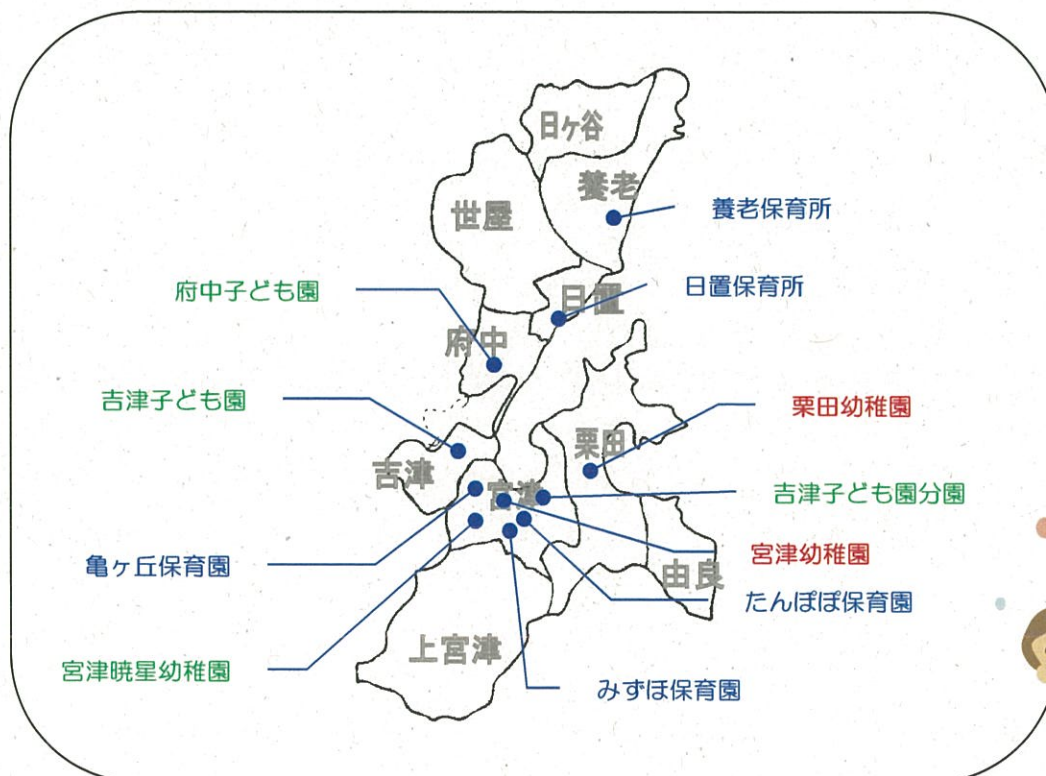 日ヶ谷
養老
世屋
養老保育所
府中子ども園
日置
日置保育所
府中
吉津子ども園
栗田幼稚園
栗田
吉津
宮津
吉津子ども園分園
宮津幼稚園
亀ヶ丘保育園
由良
たんぽぽ保育園
上宮津
宮津暁星幼稚園
みずほ保育園